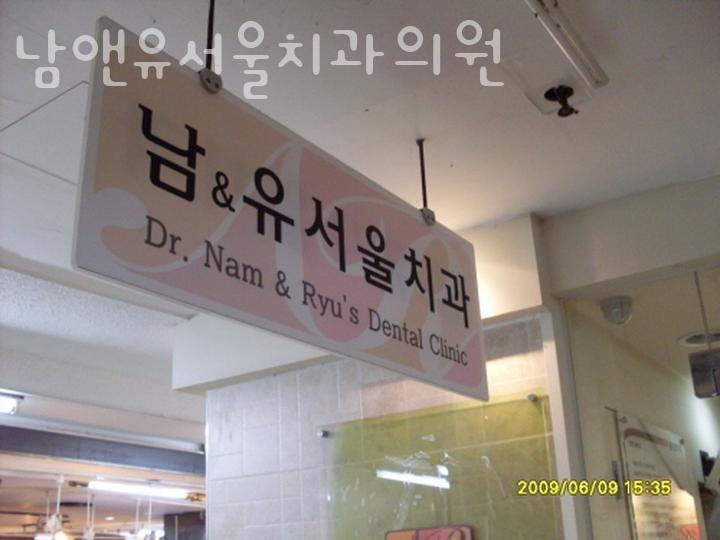 남앤유서울치과의원
남&유서울치과
Dr. Nam & Ryu's Dental Clinic
2009/06/09 15:35